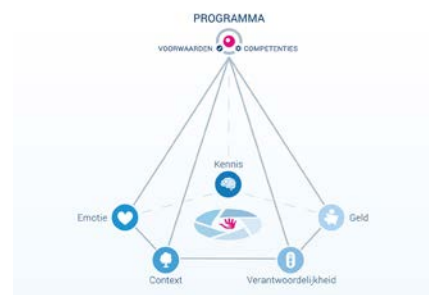 PROGRAMMA
VOORWAARDEN COMPETENTIES
Kennis
Emotie
Geld
Context
Verantwoordelijkheid